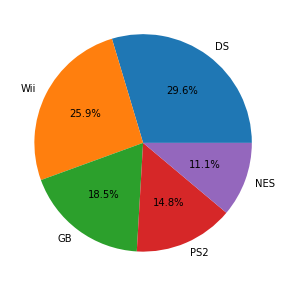 DS
29.6%
Wii
25.9%
11.1%
NES
18.5%
14.8%
GB
PS2